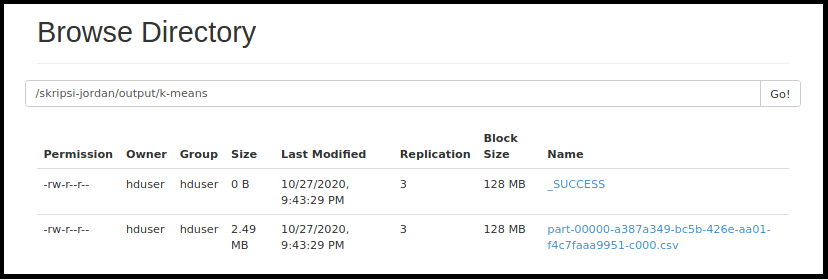 Browse Directory
/skripsi-jordan/output/k-means Go!
Permission Owner Group Size Last Modified Replication Block Size Name
-rw-r--r-- hduser hduser 0 B 10/27/2020, 9:43:29 PM 3 128 MB _SUCCESS
-rw-r--r-- hduser hduser 2.49 MB 10/27/2020, 9:43:29 PM 3 128 MB part-00000-a387a349-bc5b-426e-aa01-f4c7faaa9951-c000.csv